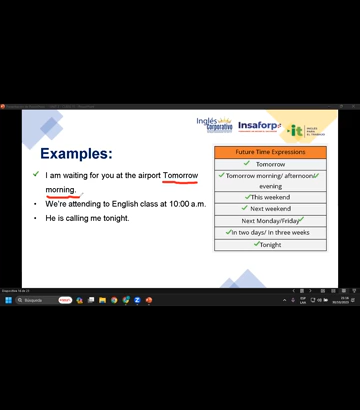 Inglés
Corporativo
Insaforp
it
Examples:
I am waiting for you at the airport Tomorrow
morning.
• We're attending to English class at 10:00 a.m.
• He is calling me tonight.
Future Time Expressions
Tomorrow
Tomorrow morning/ afternoon/
evening
This weekend
Next weekend
Next Monday/Friday
In two days/ In three weeks
Tonight
Búsqueda